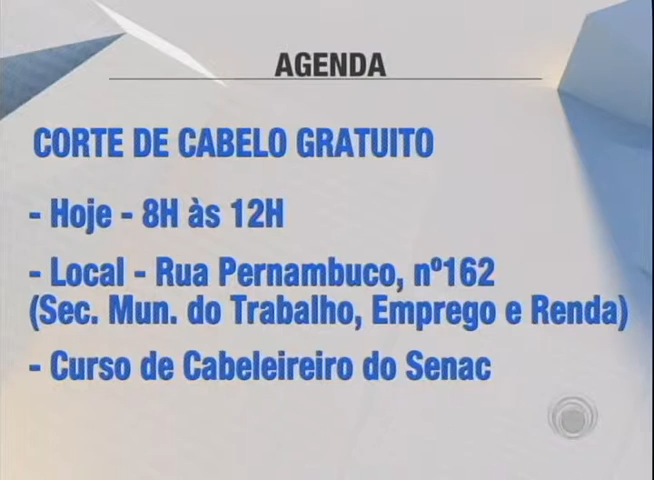 AGENDA
CORTE DE CABELO GRATUITO
- Hoje - 8H às 12H
- Local - Rua Pernambuco, nº162
(Sec. Mun. do Trabalho, Emprego e Renda)
- Curso de Cabeleireiro do Senac